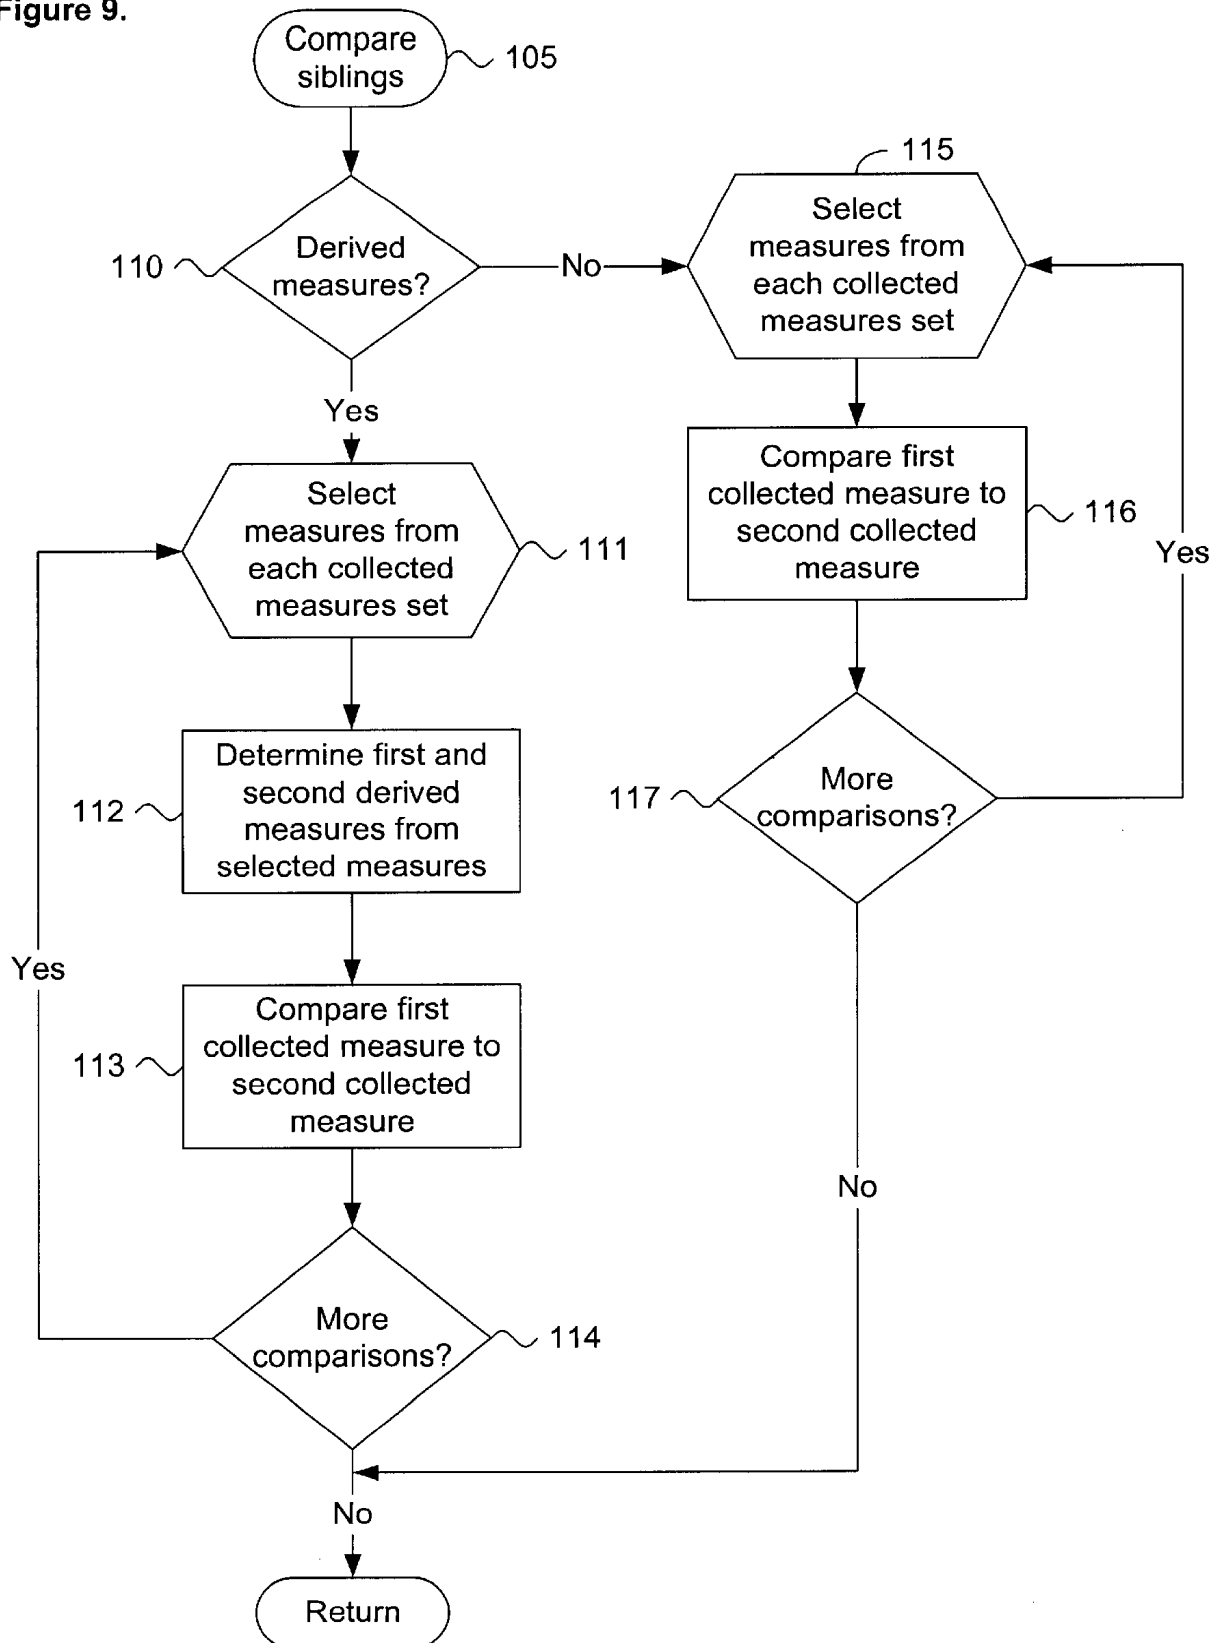 Figure 9.
Compare
siblings
105
110
Derived
measures?
No
115
Select
measures from
each collected
measures set
Yes
Select
measures from
each collected
measures set
111
Compare first
collected measure to
second collected
measure
116
Yes
Determine first and
second derived
measures from
selected measures
112
117
More
comparisons?
Yes
Compare first
collected measure to
second collected
measure
113
No
More
comparisons?
114
No
Return